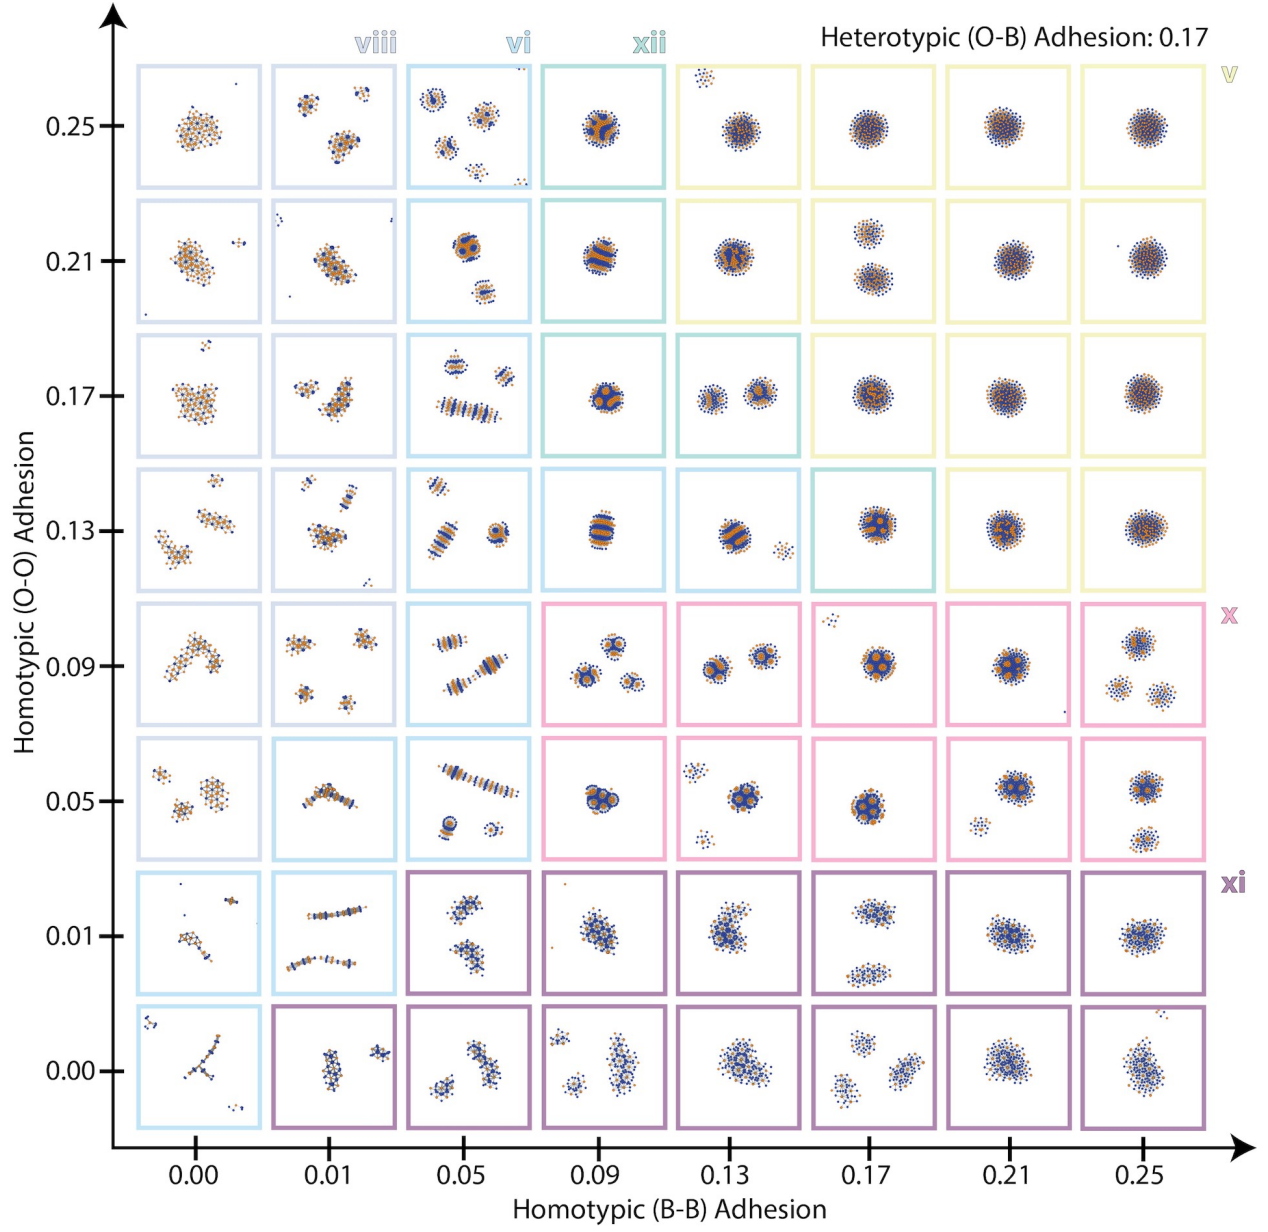 viii
vi
xii
Heterotypic (O-B) Adhesion: 0.17
v
0.25
0.21
0.17
0.13
x
0.09
0.05
xi
0.01
0.00
Homotypic (O-O) Adhesion
0.00 0.01 0.05 0.09 0.13 0.17 0.21 0.25
Homotypic (B-B) Adhesion